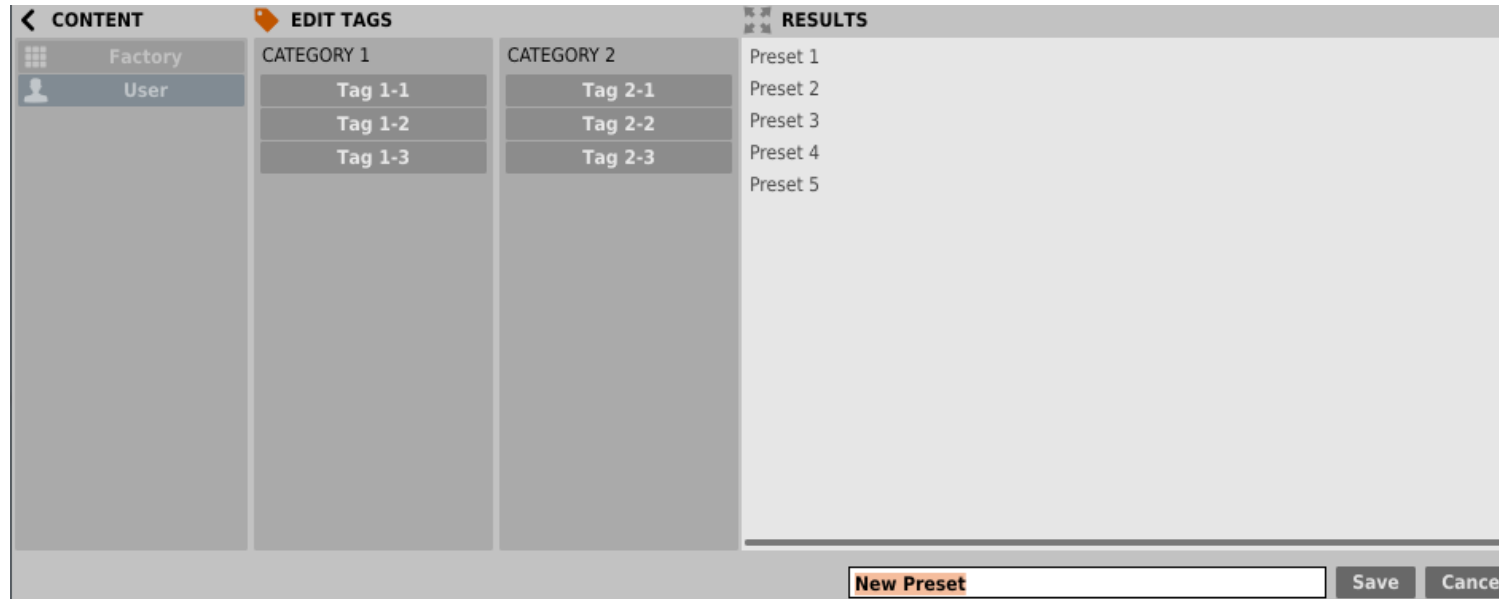 CONTENT
Factory
User
EDIT TAGS
CATEGORY 1
Tag 1-1
Tag 1-2
Tag 1-3
CATEGORY 2
Tag 2-1
Tag 2-2
Tag 2-3
RESULTS
Preset 1
Preset 2
Preset 3
Preset 4
Preset 5
New Preset
Save
Cance